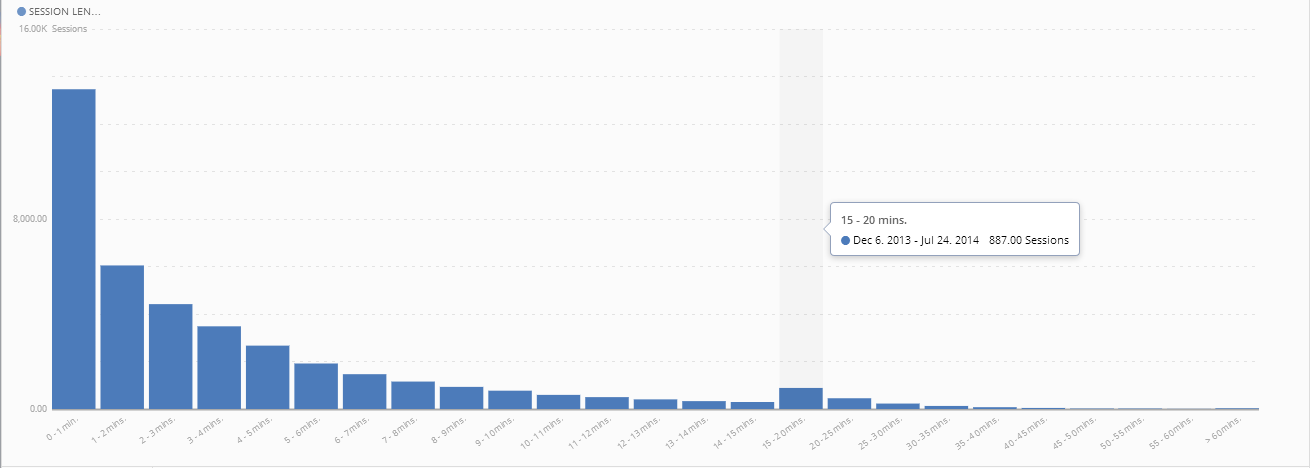 SESSION LEN...
16.00K Sessions
8,000.00
0.00
15 - 20 mins.
Dec 6. 2013 - Jul 24. 2014 887.00 Sessions
0 - 1 min.
1 - 2 mins.
2 - 3 mins.
3 - 4 mins.
4 - 5 mins.
5 - 6 mins.
6 - 7 mins.
7 - 8 mins.
8 - 9 mins.
9 - 10 mins.
10 - 11 mins.
11 - 12 mins.
12 - 13 mins.
13 - 14 mins.
14 - 15 mins.
15 - 20 mins.
20 - 25 mins.
25 - 30 mins.
30 - 35 mins.
35 - 40 mins.
40 - 45 mins.
45 - 50 mins.
50 - 55 mins.
55 - 60 mins.
> 60 mins.